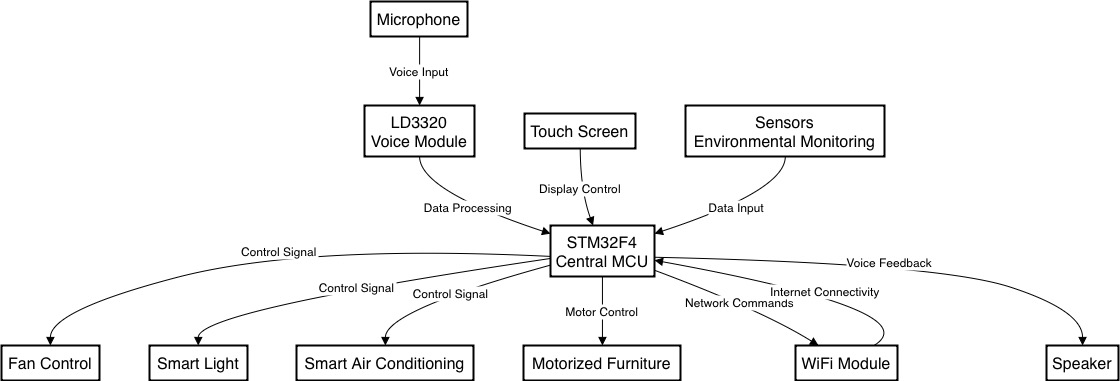 Microphone
Voice Input
LD3320
Voice Module
Touch Screen
Sensors
Environmental Monitoring
Display Control
Data Processing
Data Input
STM32F4
Central MCU
Control Signal
Voice Feedback
Control Signal
Control Signal
Internet Connectivity
Network Commands
Motor Control
Fan Control
Smart Light
Smart Air Conditioning
Motorized Furniture
WiFi Module
Speaker